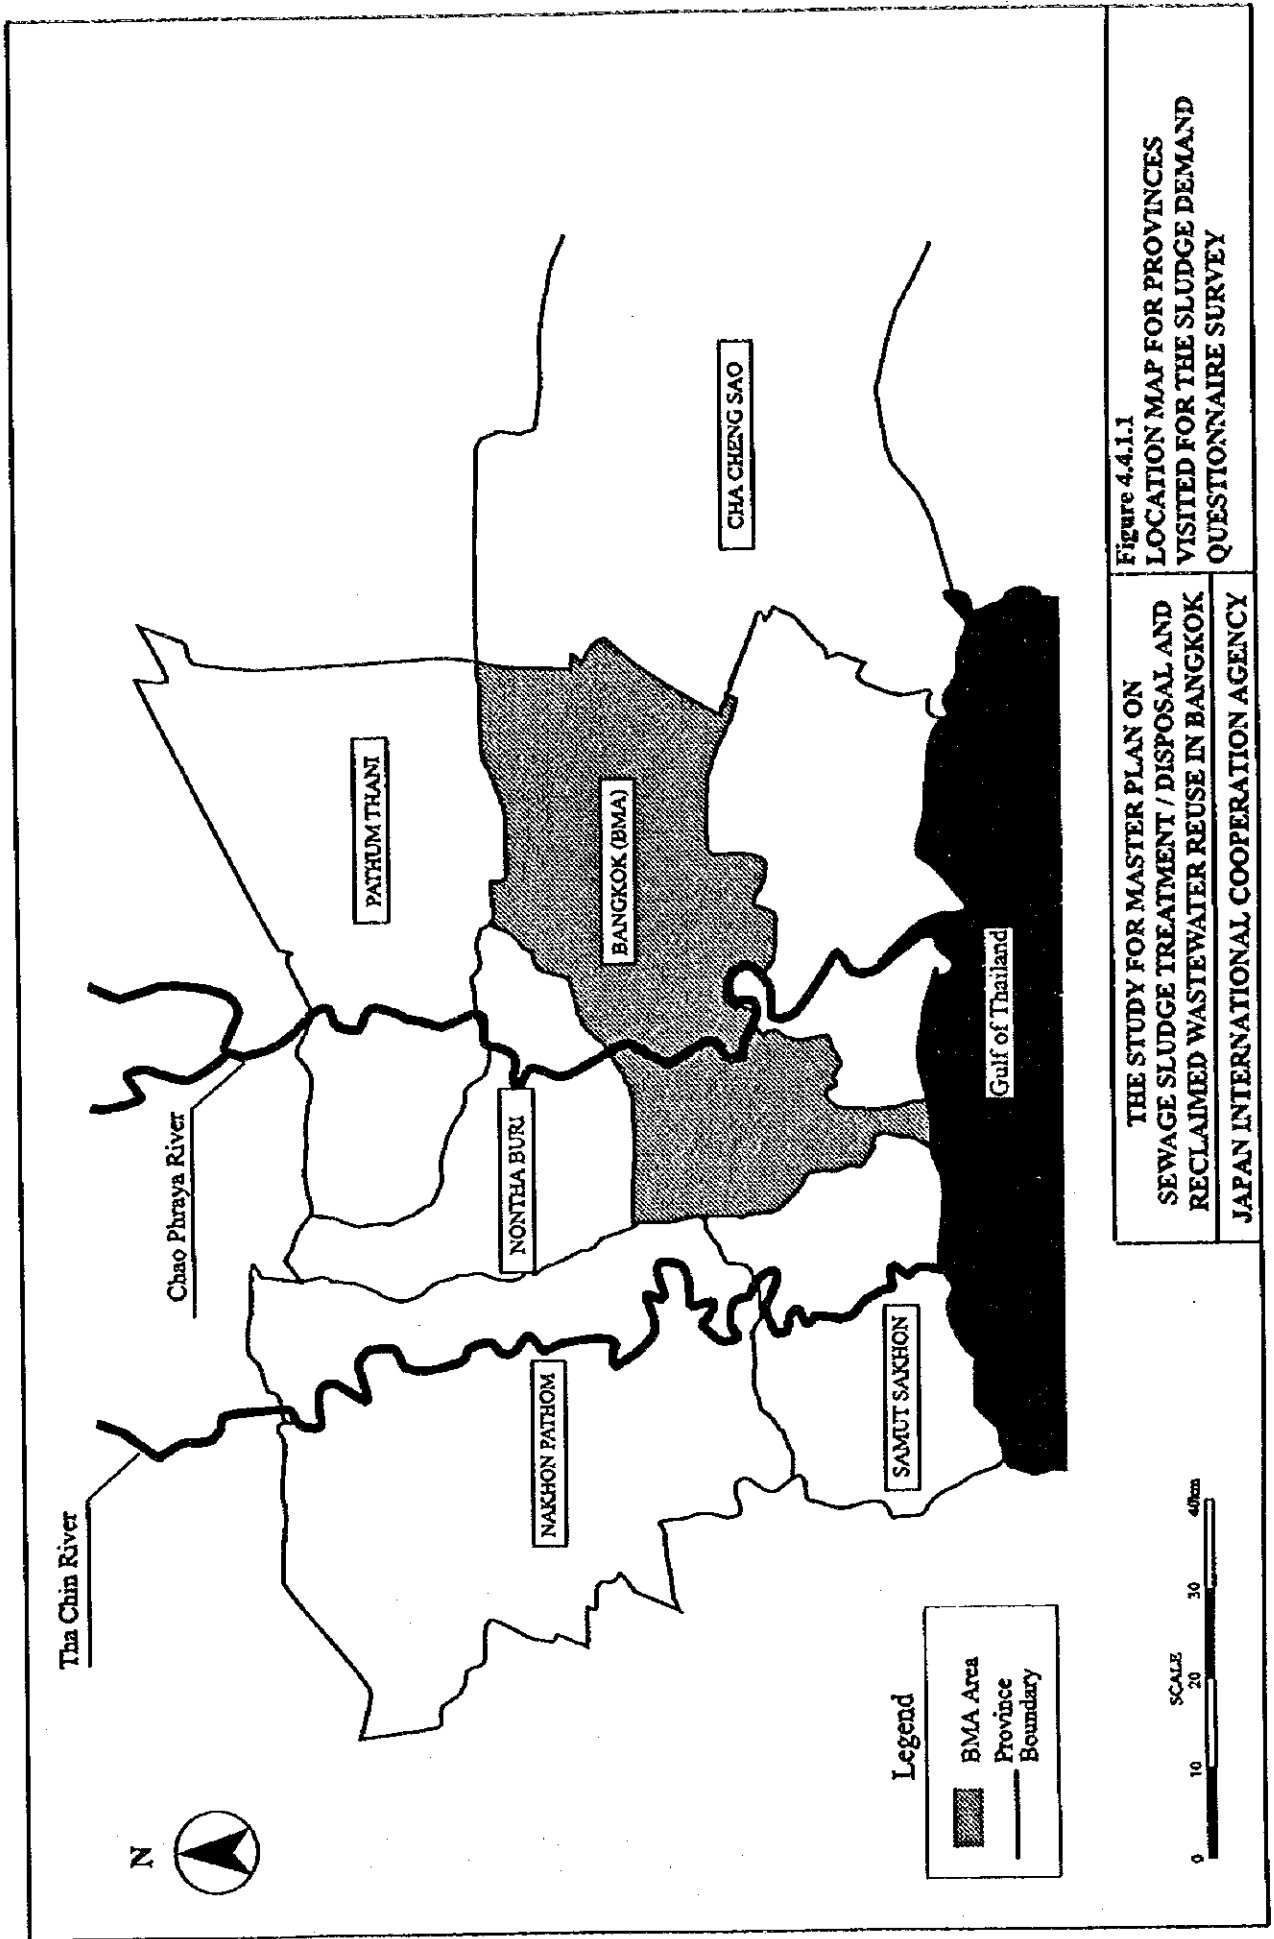 N
Tha Chin River
Chao Phraya River
PATHUM THANI
NONTHA BURI
NAKHON PATHOM
BANGKOK (BMA)
CHA CHENG SAO
SAMUT SAKHON
Gulf of Thailand
Legend
BMA Area
Province
Boundary
SCALE
0 10 20 30 40km
THE STUDY FOR MASTER PLAN ON
SEWAGE SLUDGE TREATMENT / DISPOSAL AND
RECLAIMED WASTEWATER REUSE IN BANGKOK
JAPAN INTERNATIONAL COOPERATION AGENCY
Figure 4.4.1.1
LOCATION MAP FOR PROVINCES
VISITED FOR THE SLUDGE DEMAND
QUESTIONNAIRE SURVEY